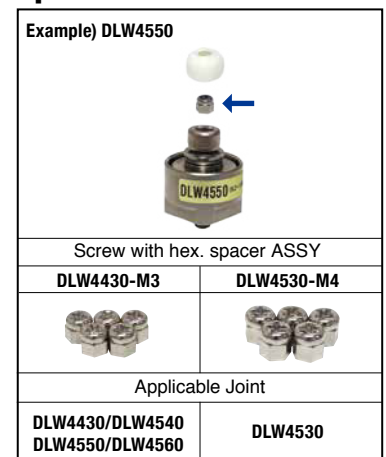 Example) DLW4550
DLW4550
Screw with hex. spacer ASSY
DLW4430-M3 DLW4530-M4
Applicable Joint
DLW4430/DLW4540
DLW4550/DLW4560
DLW4530